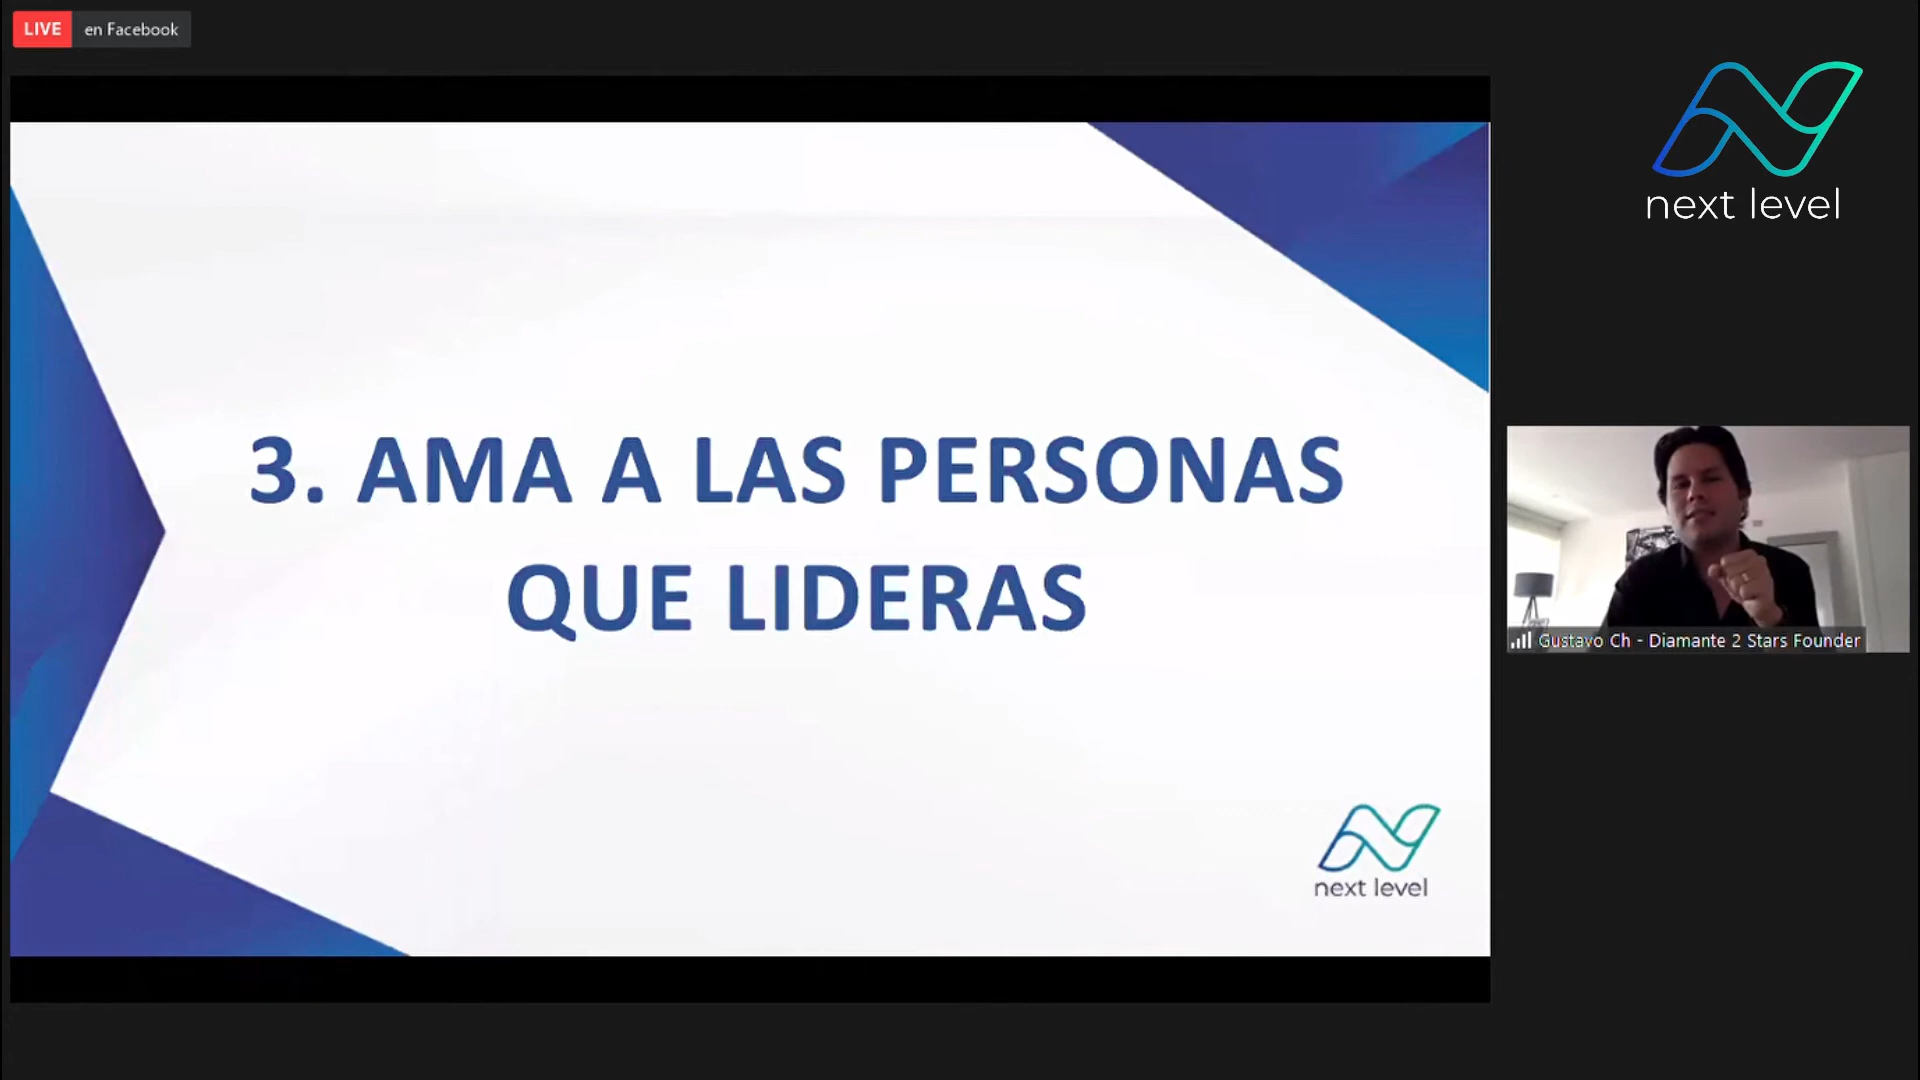 LIVE en Facebook
next level
3. AMA A LAS PERSONAS
QUE LIDERAS
Gustavo Ch - Diamante 2 Stars Founder
next level